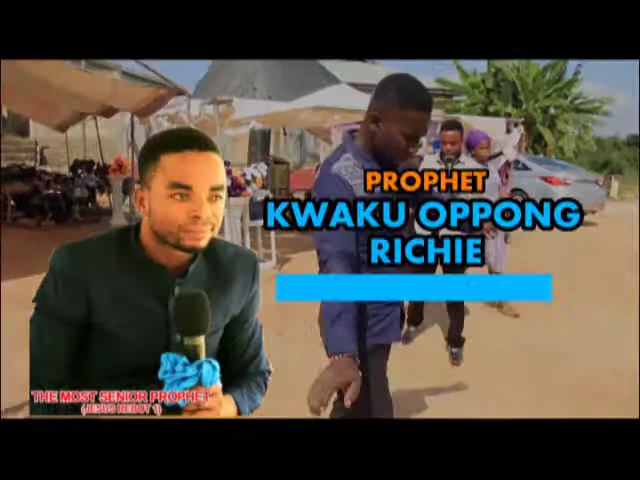 PROPHET
KWAKU OPPONG
RICHIE
THE MOST SENIOR PROPHET
(JESUS REBOT 1)